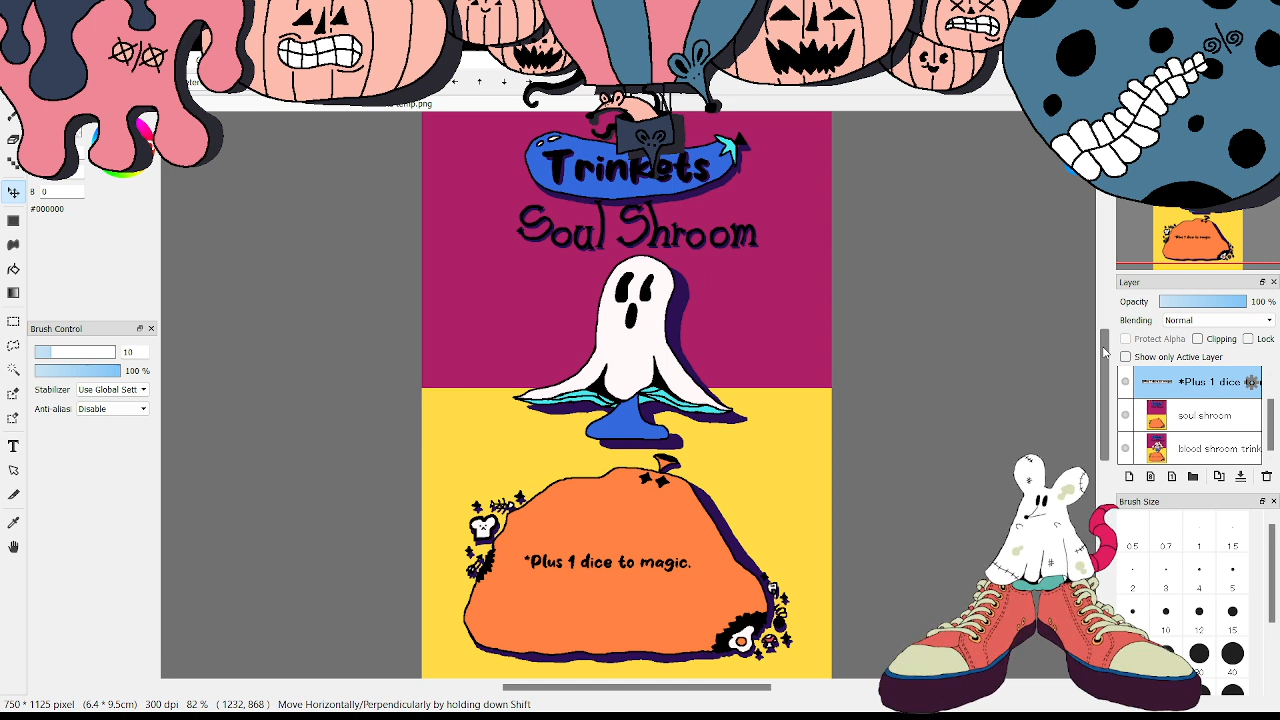 temp.png
Trinkets
Soul Shroom
*Plus 1 dice to magic.
B 0
#000000
Brush Control
10
100 %
Stabilizer Use Global Sett
Anti-alias Disable
Layer
Opacity 100 %
Blending Normal
Protect Alpha Clipping Lock
Show only Active Layer
*Plus 1 dice
soul shroom
blood shroom trink
Brush Size
0.5 0.7 1 1.5
2 3 4 5
10 12 15
40
T
750 * 1125 pixel (6.4 * 9.5cm) 300 dpi 82 % ( 1232, 868 ) Move Horizontally/Perpendicularly by holding down Shift